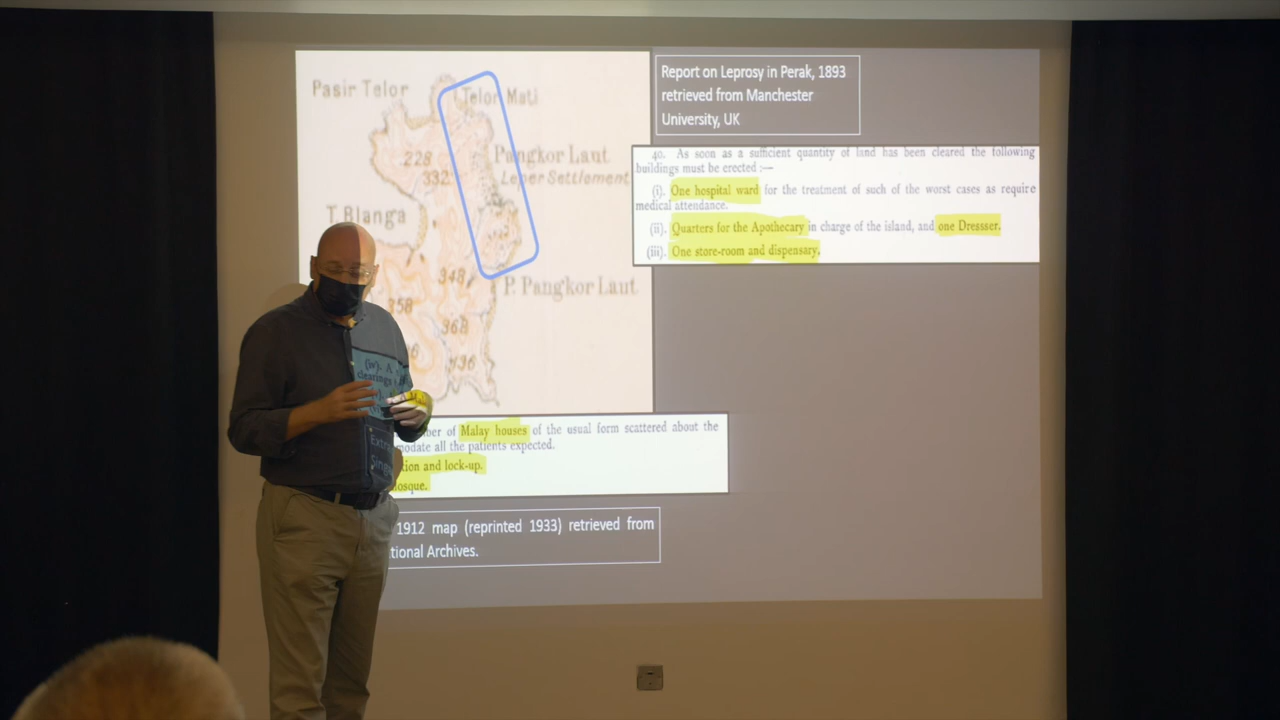 Pasir Telor
Telok Mati
228
332
Pangkor Laut
Leper Settlement
T. Blanga
348
P. Pangkor Laut
358
368
436
Report on Leprosy in Perak, 1893
retrieved from Manchester
University, UK
40. As soon as a sufficient quantity of land has been cleared the following
buildings must be erected :—
(i). One hospital ward for the treatment of such of the worst cases as require
medical attendance.
(ii). Quarters for the Apothecary in charge of the island, and one Dressser.
(iii). One store-room and dispensary.
(iv). A
clearings
of Malay houses of the usual form scattered about the
all the patients expected.
and lock-up.
1912 map (reprinted 1933) retrieved from
Archives.